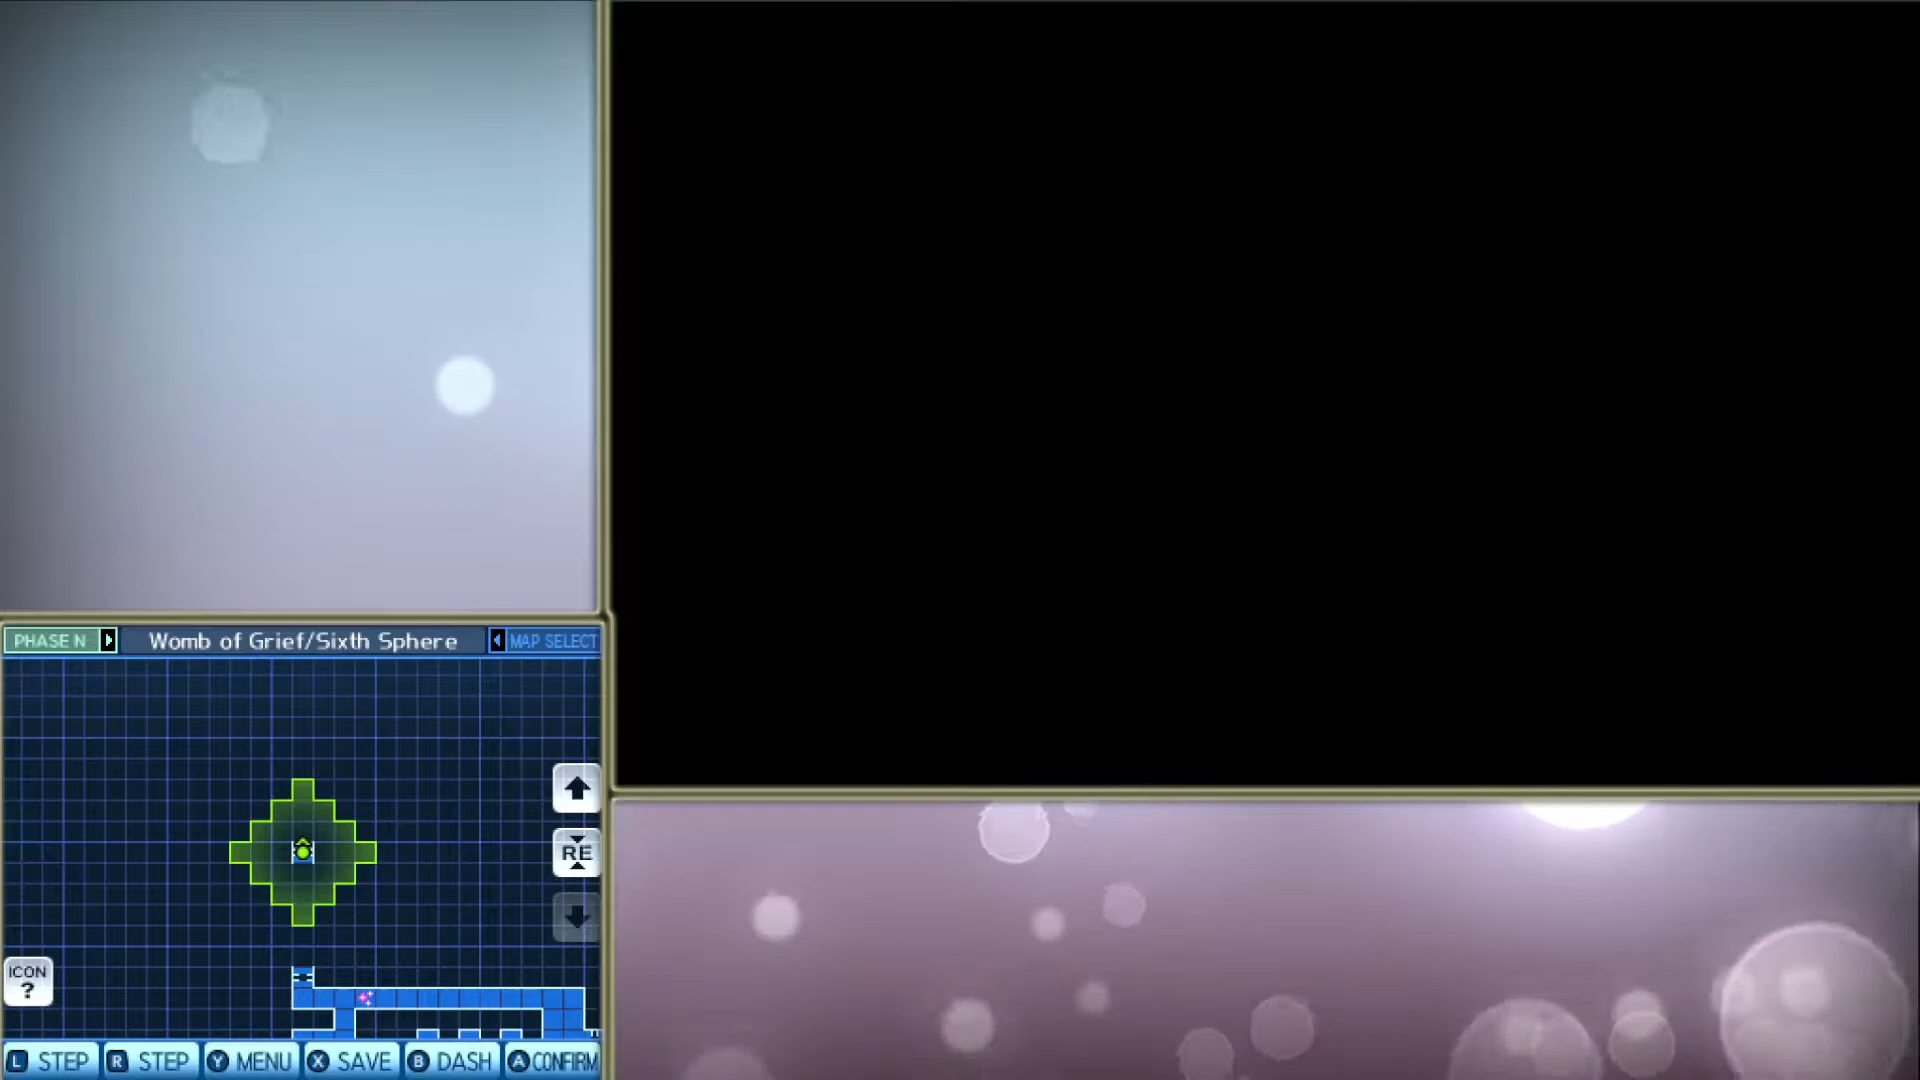 PHASE N Womb of Grief/Sixth Sphere MAP SELECT
RE
ICON
?
L STEP R STEP Y MENU X SAVE B DASH A CONFIRM